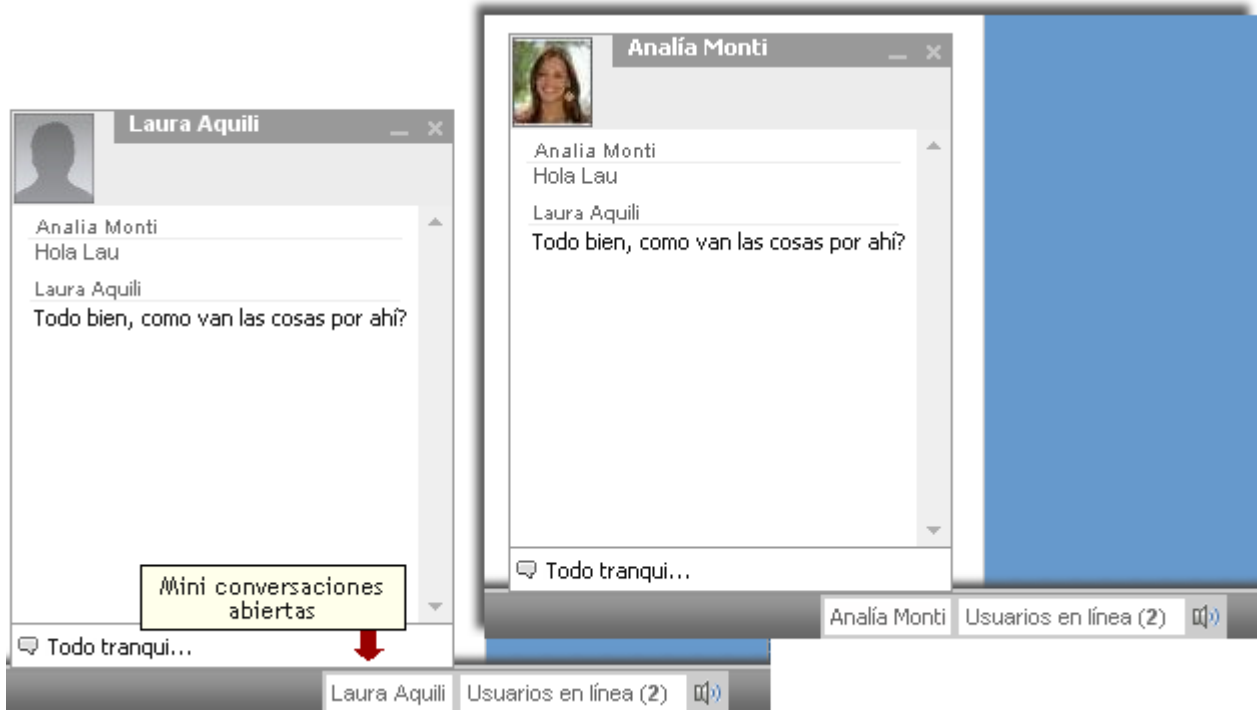 Laura Aquili
Analia Monti
Hola Lau
Laura Aquili
Todo bien, como van las cosas por ahí?
Mini conversaciones
abiertas
Todo tranqui...
Laura Aquili
Usuarios en línea (2)
Analía Monti
Analia Monti
Hola Lau
Laura Aquili
Todo bien, como van las cosas por ahí?
Todo tranqui...
Analía Monti
Usuarios en línea (2)